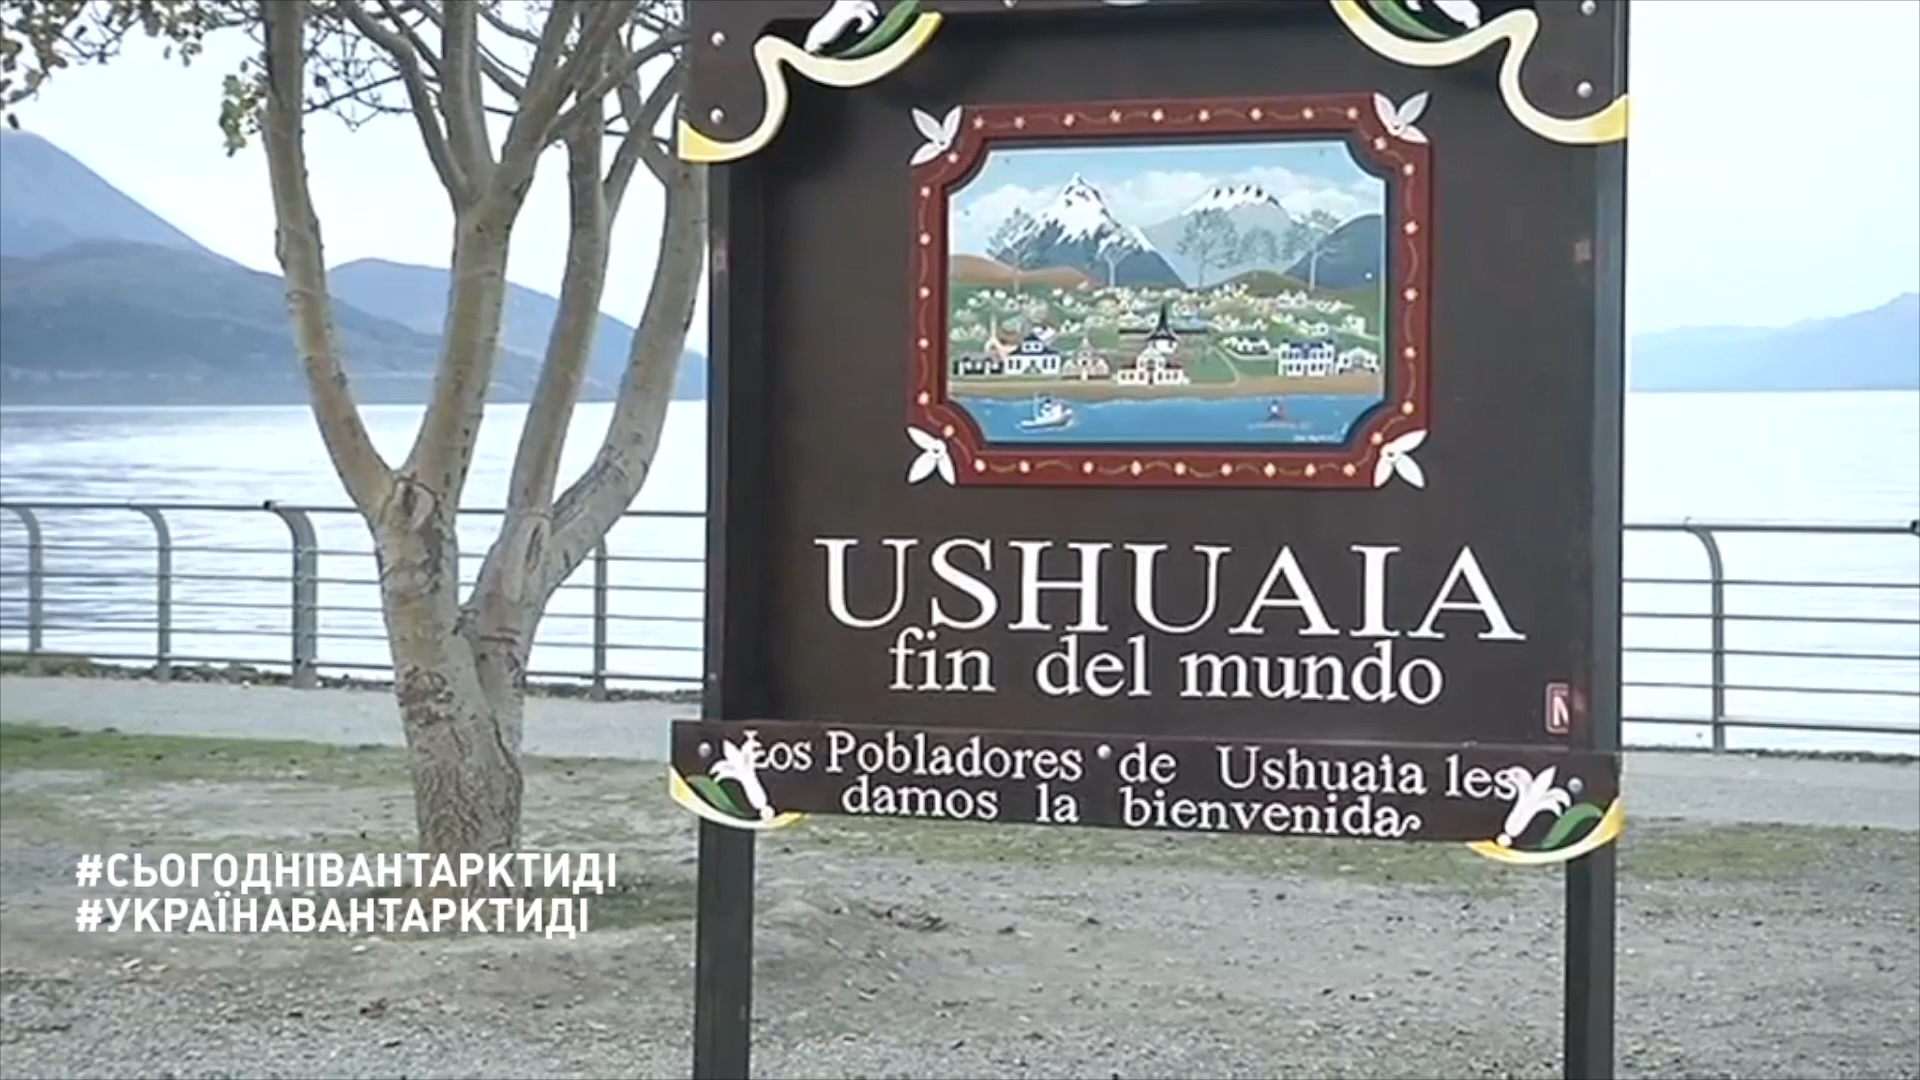 USHUAIA
fin del mundo
Los Pobladores de Ushuaia les
damos la bienvenida
#СЬОГОДНІВАНТАРКТИДІ
#УКРАЇНАВАНТАРКТИДІ